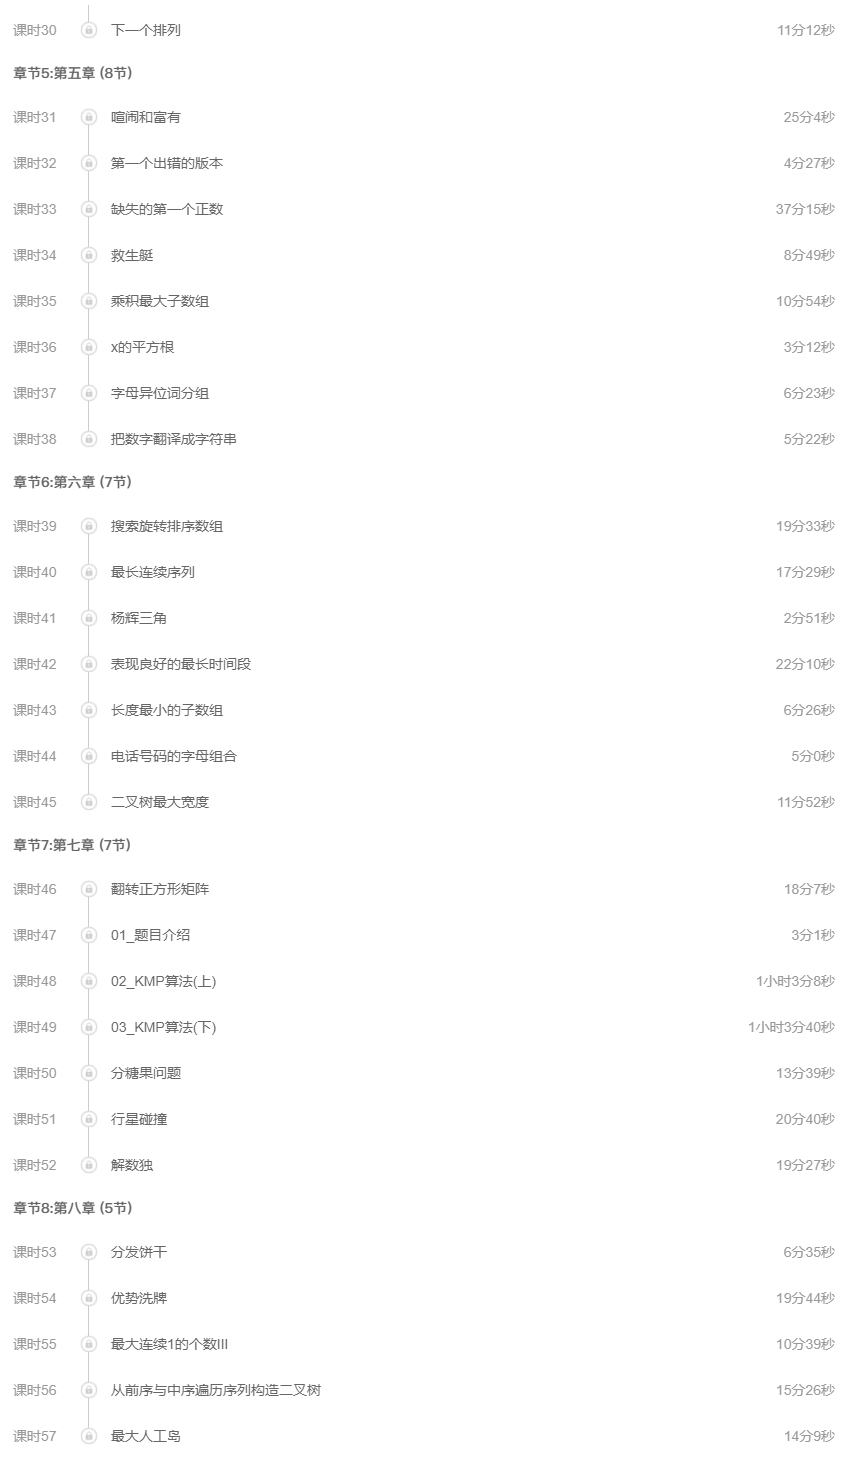 课时30 下一个排列 11分12秒
章节5:第五章 (8节)
课时31 喧闹和富有 25分4秒
课时32 第一个出错的版本 4分27秒
课时33 缺失的第一个正数 37分15秒
课时34 救生艇 8分49秒
课时35 乘积最大子数组 10分54秒
课时36 x的平方根 3分12秒
课时37 字母异位词分组 6分23秒
课时38 把数字翻译成字符串 5分22秒
章节6:第六章 (7节)
课时39 搜索旋转排序数组 19分33秒
课时40 最长连续序列 17分29秒
课时41 杨辉三角 2分51秒
课时42 表现良好的最长时间段 22分10秒
课时43 长度最小的子数组 6分26秒
课时44 电话号码的字母组合 5分0秒
课时45 二叉树最大宽度 11分52秒
章节7:第七章 (7节)
课时46 翻转正方形矩阵 18分7秒
课时47 01_题目介绍 3分1秒
课时48 02_KMP算法(上) 1小时3分8秒
课时49 03_KMP算法(下) 1小时3分40秒
课时50 分糖果问题 13分39秒
课时51 行星碰撞 20分40秒
课时52 解数独 19分27秒
章节8:第八章 (5节)
课时53 分发饼干 6分35秒
课时54 优势洗牌 19分44秒
课时55 最大连续1的个数III 10分39秒
课时56 从前序与中序遍历序列构造二叉树 15分26秒
课时57 最大人工岛 14分9秒